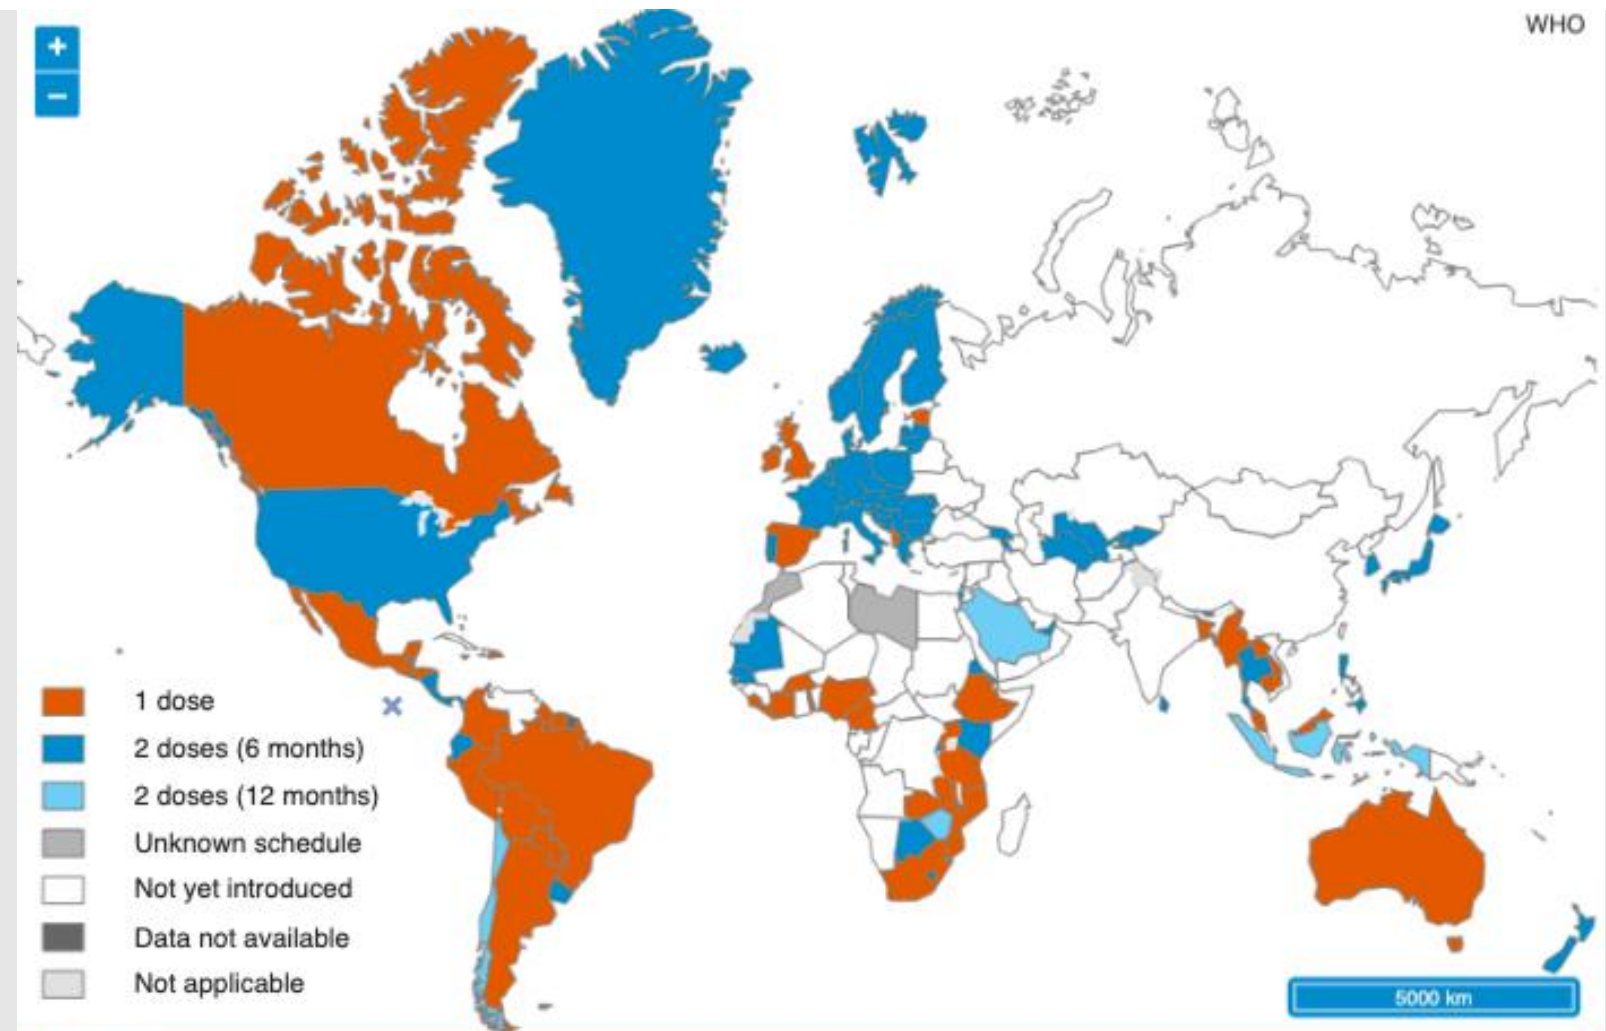 WHO
+
−
1 dose
2 doses (6 months)
2 doses (12 months)
Unknown schedule
Not yet introduced
Data not available
Not applicable
5000 km